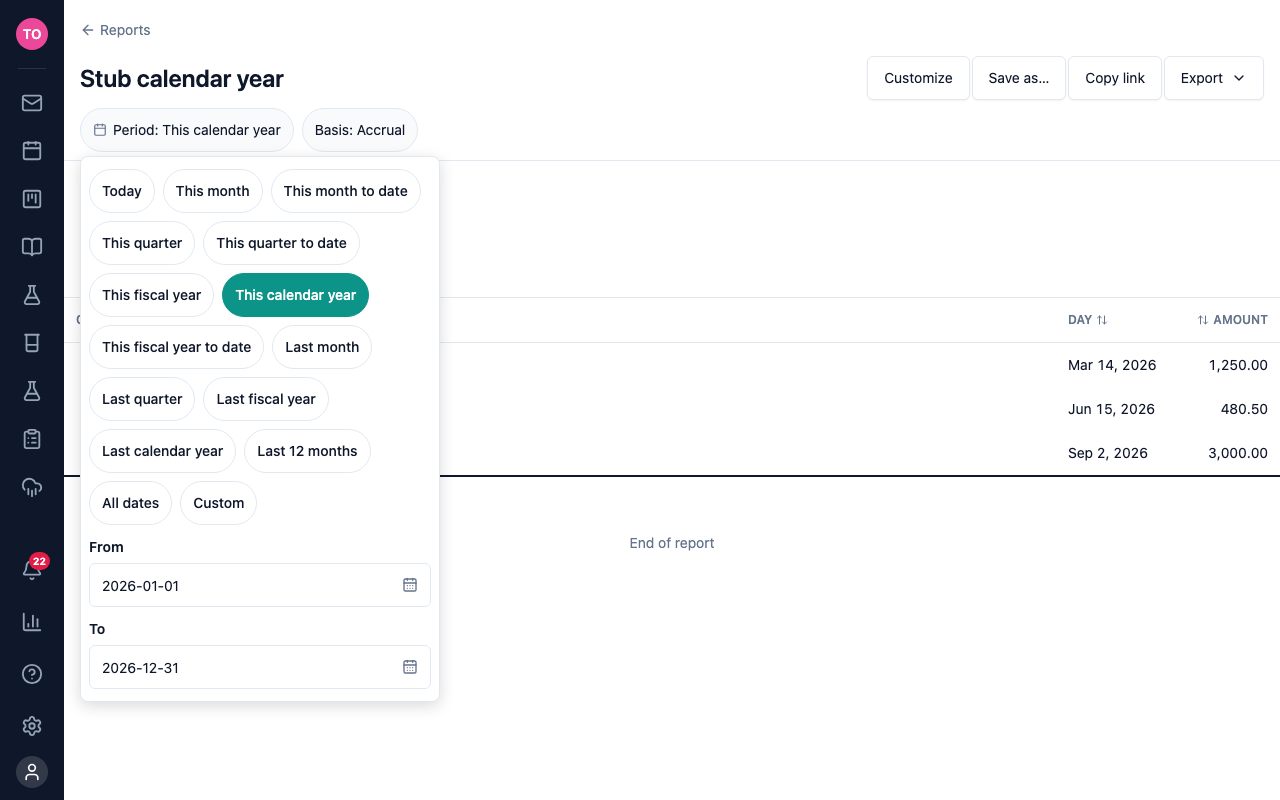 TO
Reports
Stub calendar year
Customize
Save as...
Copy link
Export
Period: This calendar year
Basis: Accrual
Today
This month
This month to date
This quarter
This quarter to date
This fiscal year
This calendar year
This fiscal year to date
Last month
Last quarter
Last fiscal year
Last calendar year
Last 12 months
All dates
Custom
From
2026-01-01
To
2026-12-31
DAY
AMOUNT
Mar 14, 2026 1,250.00
Jun 15, 2026 480.50
Sep 2, 2026 3,000.00
End of report
22